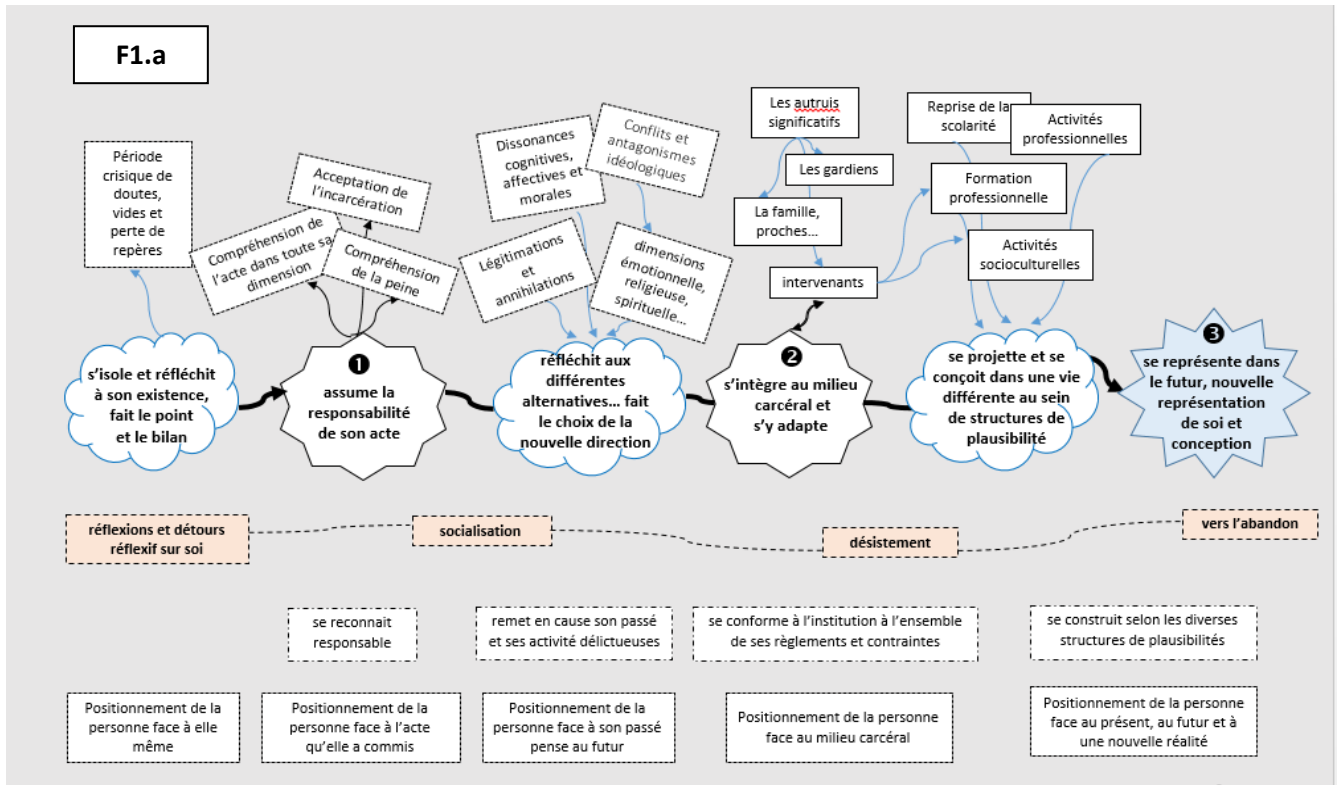 F1.a
Période
crisique de
doutes,
vides et
perte de
repères
Acceptation de
l'incarcération
Compréhension de
l'acte dans toute sa
dimension
Compréhension
de la peine
Dissonances
cognitives,
affectives et
morales
Conflits et
antagonismes
idéologiques
Légitimations
et
annihilations
dimensions
émotionnelle,
religieuse,
spirituelle...
Les autruis
significatifs
Les gardiens
La famille,
proches...
intervenants
Reprise de la
scolarité
Activités
professionnelles
Formation
professionnelle
Activités
socioculturelles
s'isole et réfléchit
à son existence,
fait le point
et le bilan
❶
assume la
responsabilité
de son acte
réfléchit aux
différentes
alternatives... fait
le choix de la
nouvelle direction
❷
s'intègre au milieu
carcéral et
s'y adapte
se projette et se
conçoit dans une vie
différente au sein
de structures de
plausibilité
❸
se représente dans
le futur, nouvelle
représentation
de soi et
conception
réflexions et détours
réflexif sur soi
socialisation
désistement
vers l'abandon
se reconnait
responsable
remet en cause son passé
et ses activité délictueuses
se conforme à l'institution à l'ensemble
de ses règlements et contraintes
se construit selon les diverses
structures de plausibilités
Positionnement de la
personne face à elle
même
Positionnement de la
personne face à l'acte
qu'elle a commis
Positionnement de la
personne face à son passé
pense au futur
Positionnement de la personne
face au milieu carcéral
Positionnement de la personne
face au présent, au futur et à
une nouvelle réalité